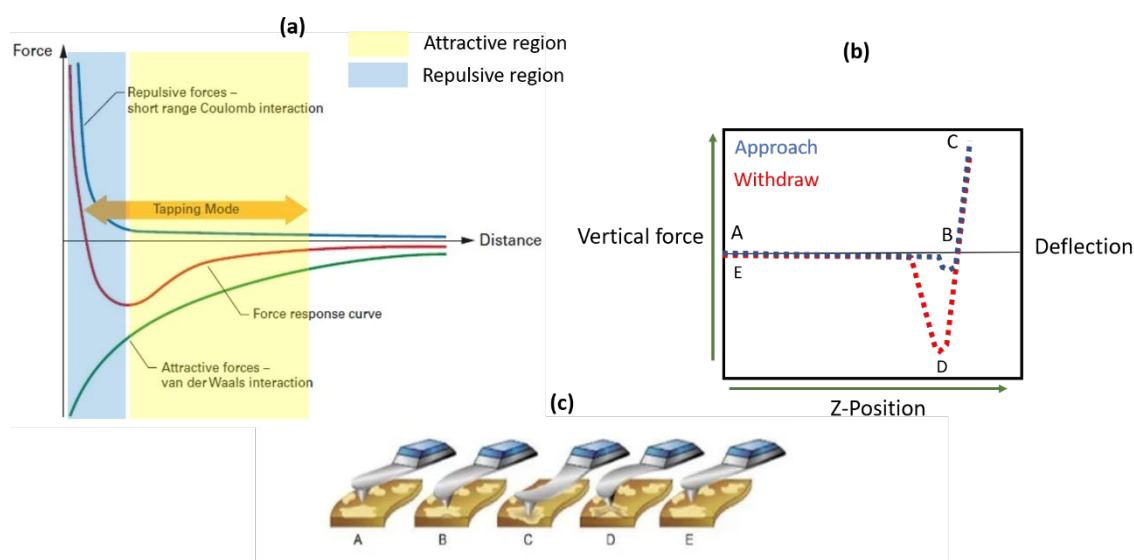 (a)
Force
Attractive region
Repulsive region
Repulsive forces –
short range Coulomb interaction
Tapping Mode
Distance
Force response curve
Attractive forces –
van der Waals interaction
(b)
Approach
Withdraw
C
A
B
Vertical force
Deflection
E
D
Z-Position
(c)
A B C D E